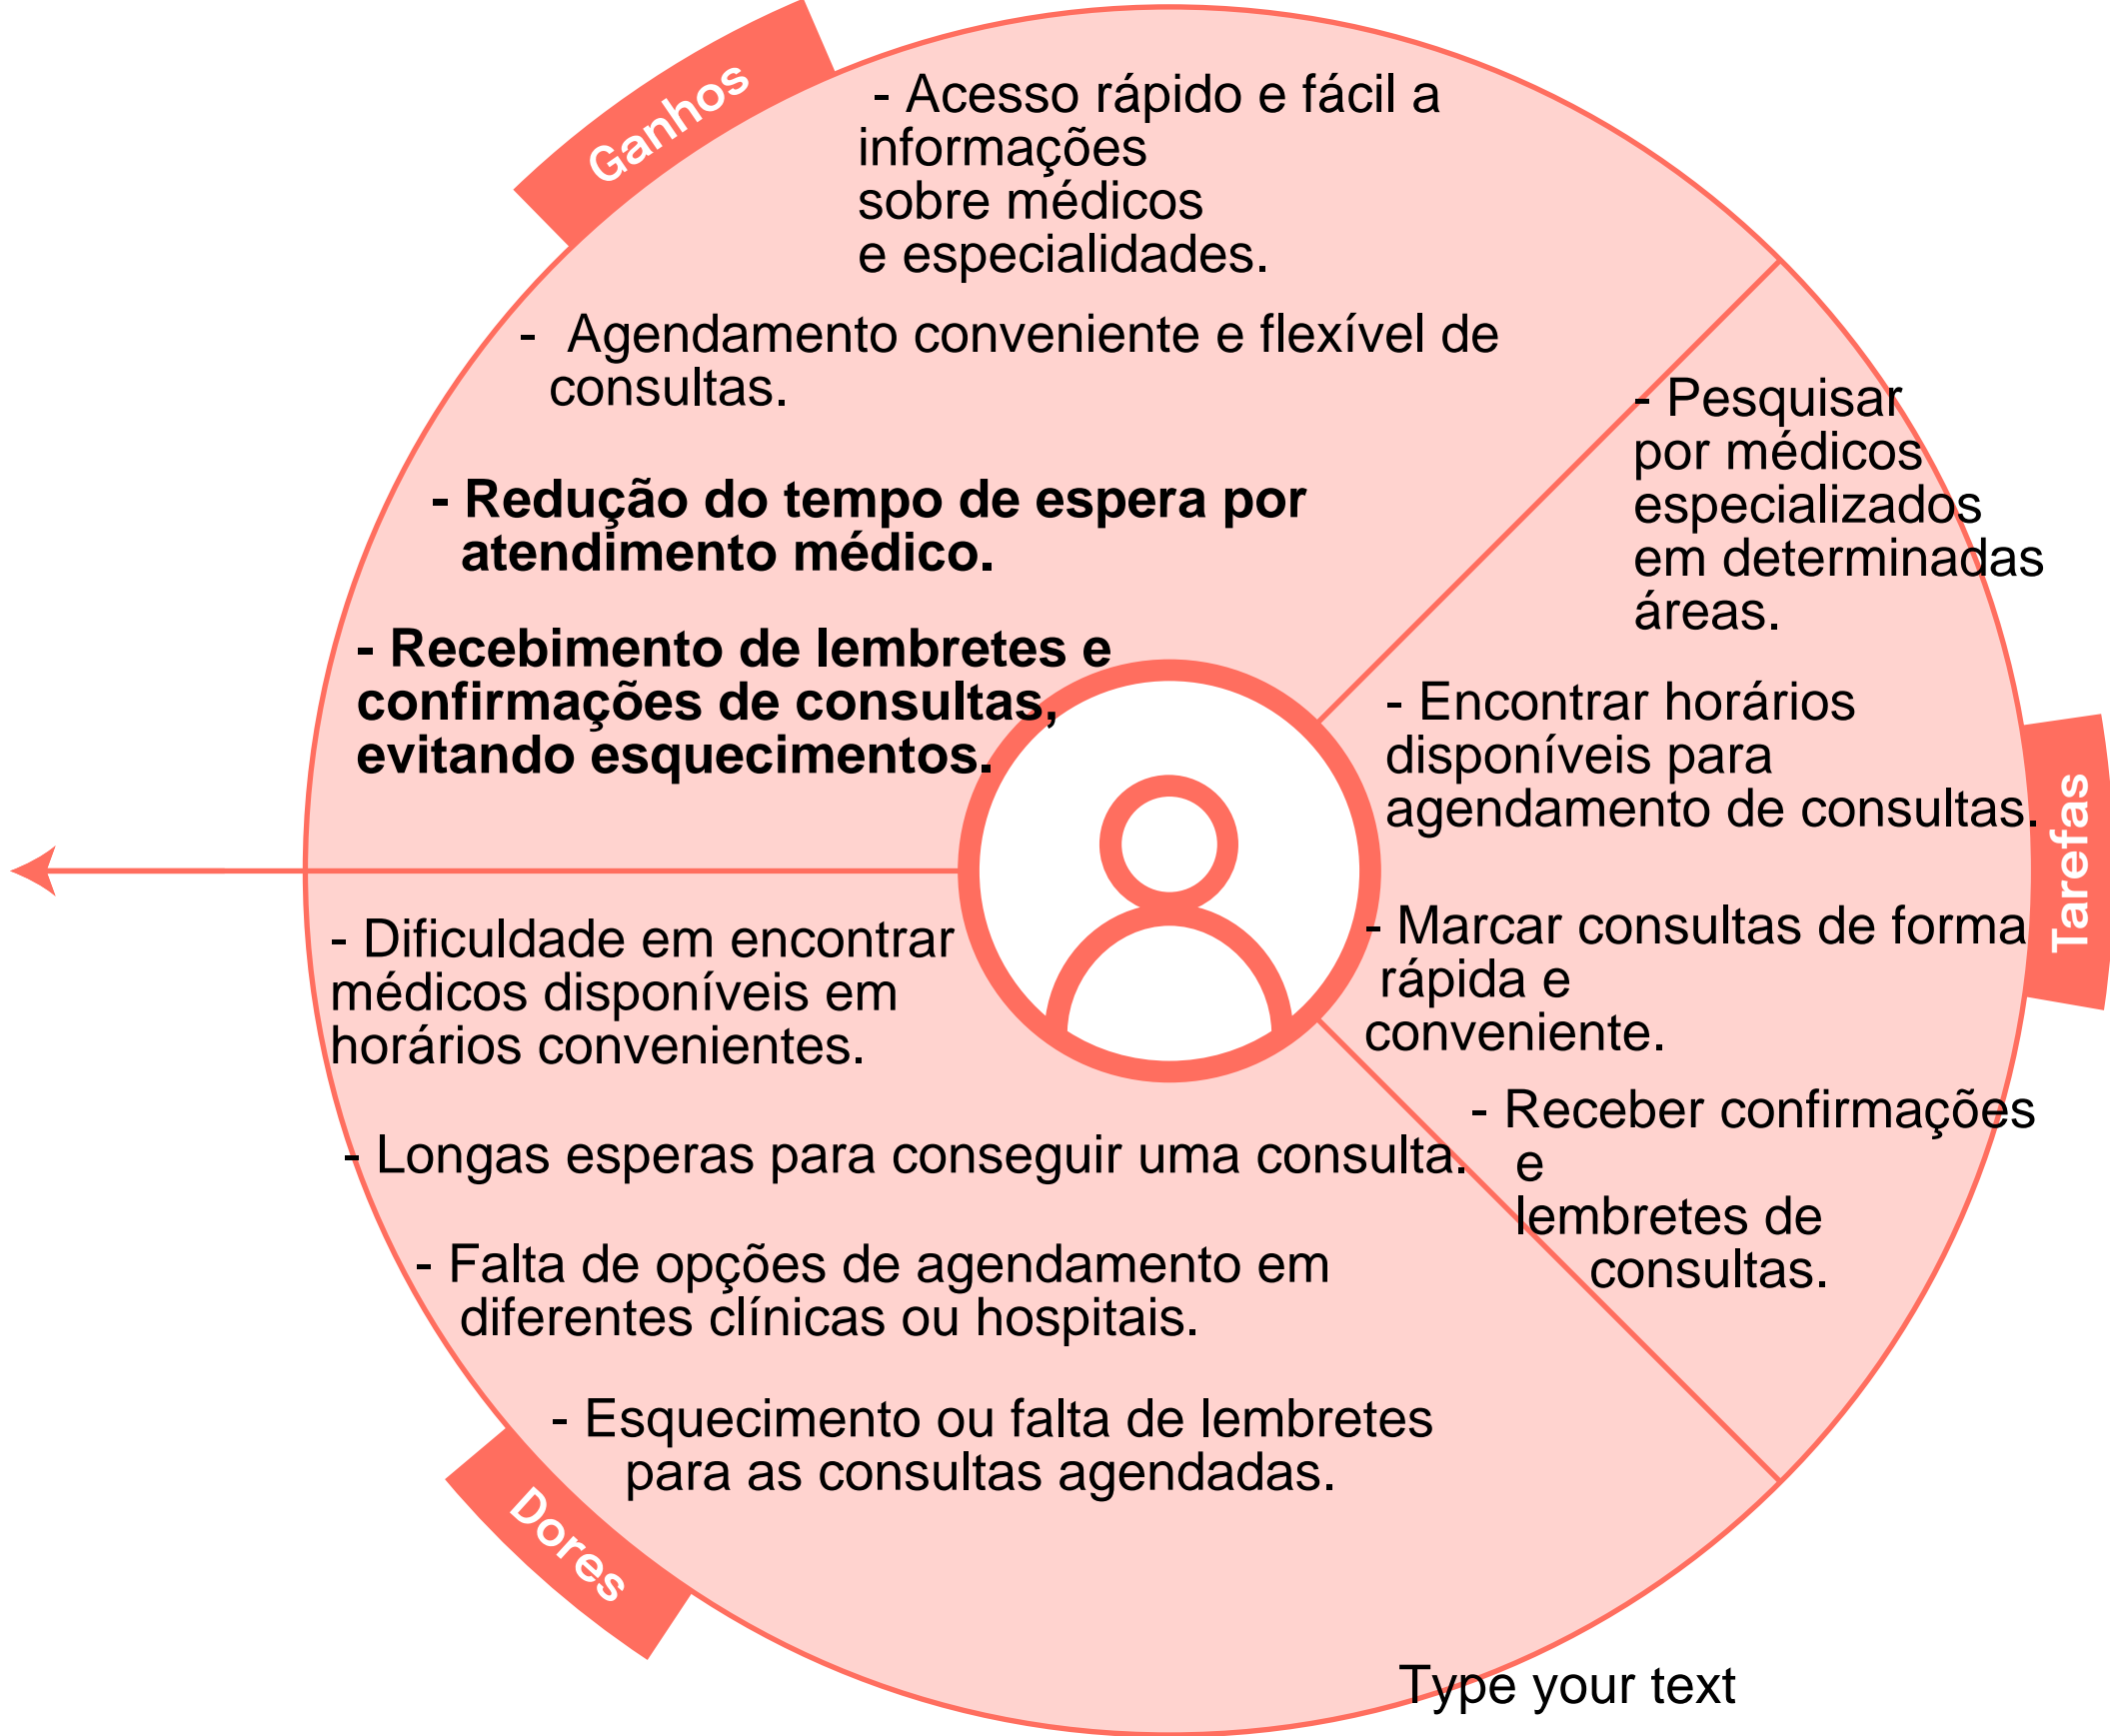 Ganhos
- Acesso rápido e fácil a
informações
sobre médicos
e especialidades.
- Agendamento conveniente e flexível de
consultas.
- Redução do tempo de espera por
atendimento médico.
- Recebimento de lembretes e
confirmações de consultas,
evitando esquecimentos.
Tarefas
- Pesquisar
por médicos
especializados
em determinadas
áreas.
- Encontrar horários
disponíveis para
agendamento de consultas.
- Marcar consultas de forma
rápida e
conveniente.
- Receber confirmações
e
lembretes de
consultas.
Dores
- Dificuldade em encontrar
médicos disponíveis em
horários convenientes.
- Longas esperas para conseguir uma consulta.
- Falta de opções de agendamento em
diferentes clínicas ou hospitais.
- Esquecimento ou falta de lembretes
para as consultas agendadas.
Type your text